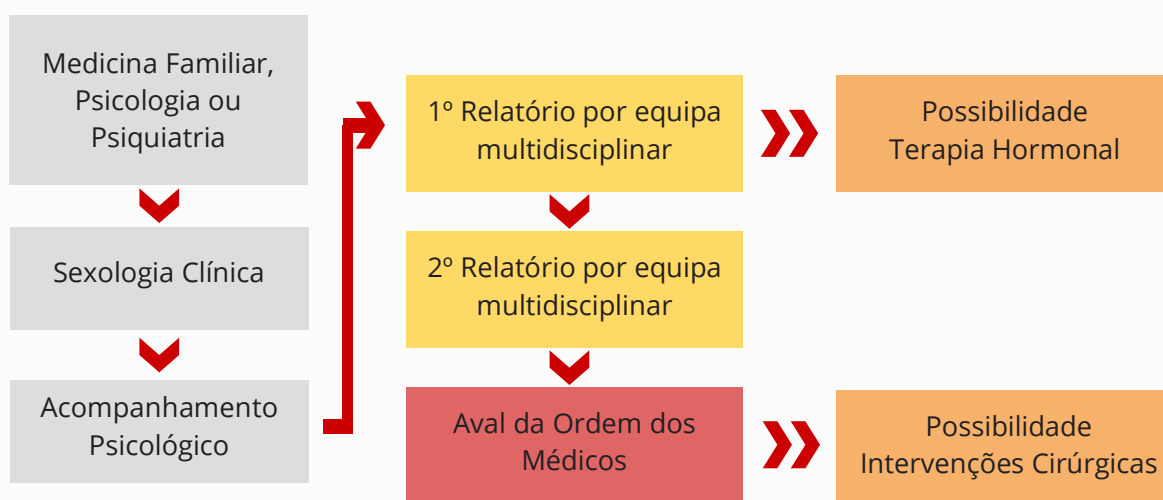 Medicina Familiar,
Psicologia ou
Psiquiatria
Sexologia Clínica
Acompanhamento
Psicológico
1º Relatório por equipa
multidisciplinar
2º Relatório por equipa
multidisciplinar
Aval da Ordem dos
Médicos
Possibilidade
Terapia Hormonal
Possibilidade
Intervenções Cirúrgicas